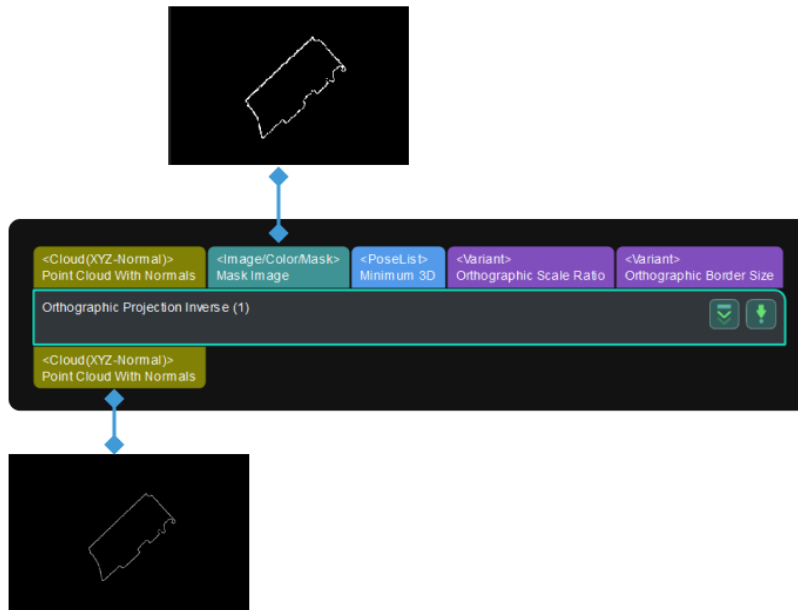 <Cloud(XYZ-Normal)>
Point Cloud With Normals
<Image/Color/Mask>
Mask Image
<PoseList>
Minimum 3D
<Variant>
Orthographic Scale Ratio
<Variant>
Orthographic Border Size
Orthographic Projection Inverse (1)
<Cloud(XYZ-Normal)>
Point Cloud With Normals